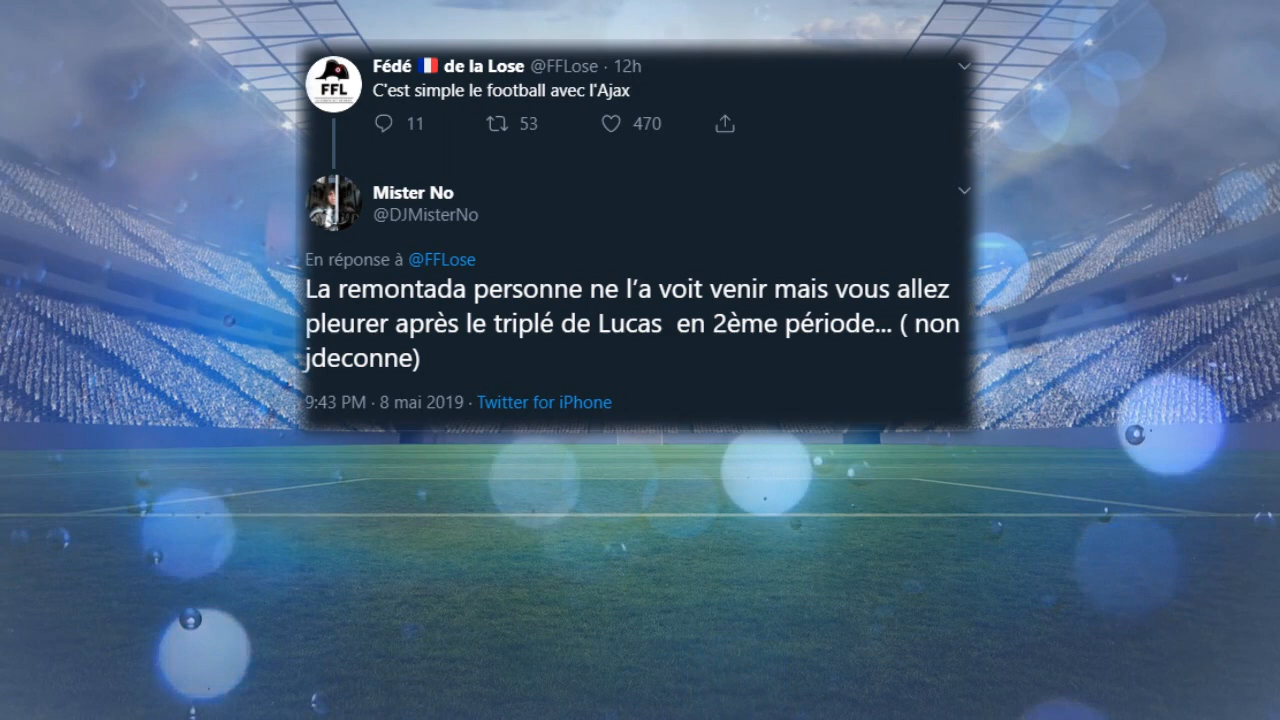 Fédé 🇫🇷 de la Lose @FFLose · 12h
C'est simple le football avec l'Ajax
11 53 470
FFL
Mister No
@DJMisterNo
En réponse à @FFLose
La remontada personne ne l’a voit venir mais vous allez
pleurer après le triplé de Lucas en 2ème période... ( non
jdeconne)
9:43 PM · 8 mai 2019 · Twitter for iPhone